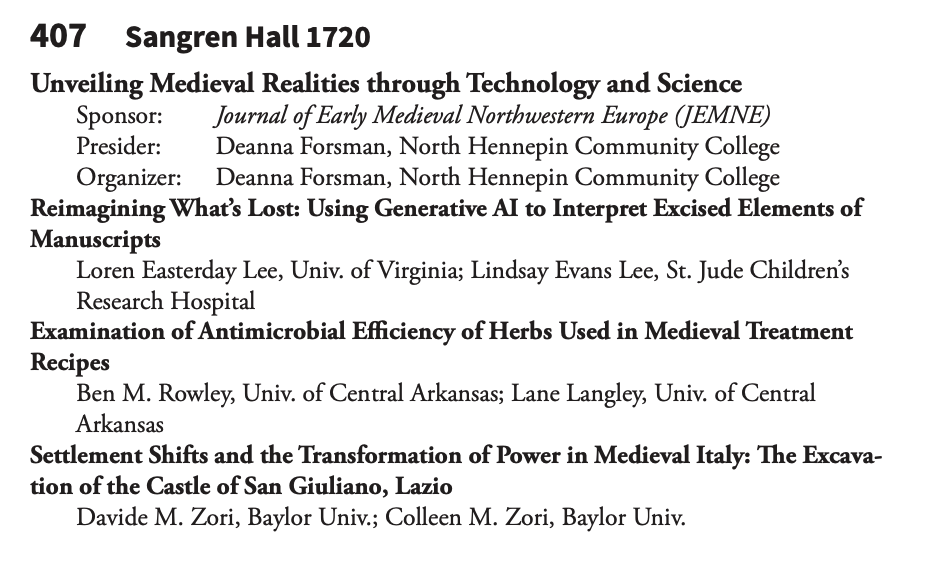 407 Sangren Hall 1720
Unveiling Medieval Realities through Technology and Science
Sponsor: Journal of Early Medieval Northwestern Europe (JEMNE)
Presider: Deanna Forsman, North Hennepin Community College
Organizer: Deanna Forsman, North Hennepin Community College
Reimagining What’s Lost: Using Generative AI to Interpret Excised Elements of
Manuscripts
Loren Easterday Lee, Univ. of Virginia; Lindsay Evans Lee, St. Jude Children’s
Research Hospital
Examination of Antimicrobial Efficiency of Herbs Used in Medieval Treatment
Recipes
Ben M. Rowley, Univ. of Central Arkansas; Lane Langley, Univ. of Central
Arkansas
Settlement Shifts and the Transformation of Power in Medieval Italy: The Excava-
tion of the Castle of San Giuliano, Lazio
Davide M. Zori, Baylor Univ.; Colleen M. Zori, Baylor Univ.